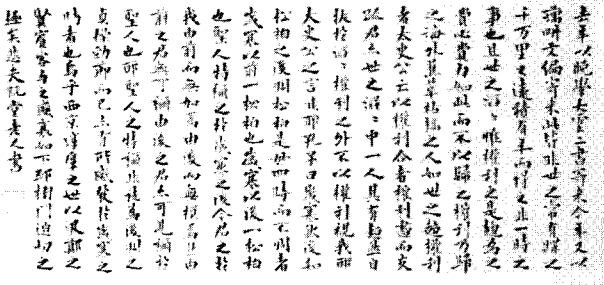 去年以晩學大雲二書寄來今年又以
藕畊文編寄來此皆非世之常有購之
千萬里之遠積有年而得之非一時之
事也且世之滔滔惟權利之是趨爲之
費心費力如此而不以歸之權利乃歸
之海外蕉萃枯槁之人如世之趨權利
者太史公云以權利合者權利盡而交
踈君亦世之滔滔中一人其有超然自
拔於滔滔權利之外不以權利視我耶
太史公之言非耶孔子曰歲寒然後知
松栢之後凋松栢是毌四時而不凋者
歲寒以前一松栢也歲寒以後一松栢
也聖人特稱之於歲寒之後今君之於
我由前而無加焉由後而無損焉然由
前之君無可稱由後之君亦可見稱於
聖人也耶聖人之特稱非徒爲後凋之
貞操勁節而已亦有所感發於歲寒之
時者也烏乎西京淳厖之世以汲鄭之
賢賓客與之盛衰如下邳榜門迫切之
極矣悲夫阮堂老人書